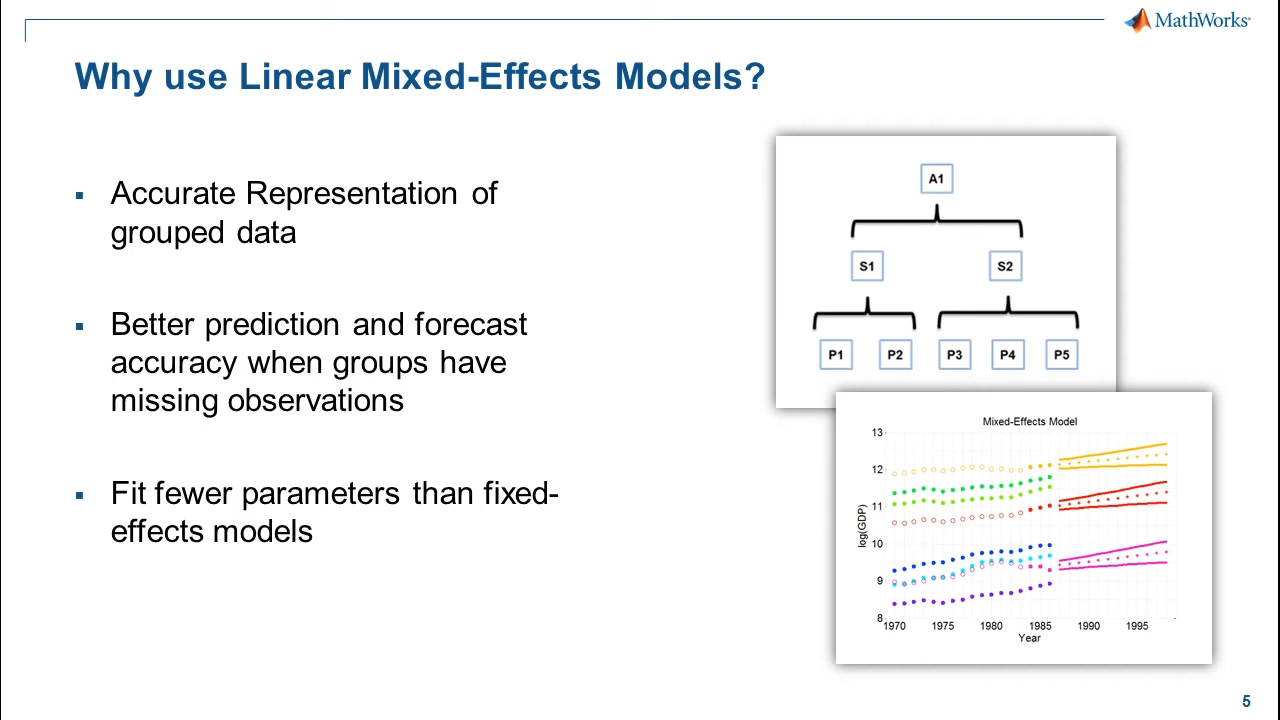 MathWorks®
Why use Linear Mixed-Effects Models?
▪ Accurate Representation of
grouped data
▪ Better prediction and forecast
accuracy when groups have
missing observations
▪ Fit fewer parameters than fixed-
effects models
A1
S1 S2
P1 P2 P3 P4 P5
Mixed-Effects Model
13
12
11
10
9
8
log(GDP)
1970 1975 1980 1985 1990 1995
Year
5